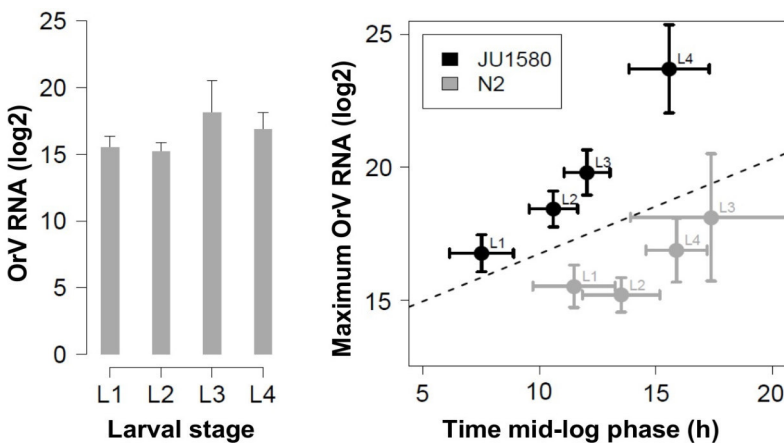 OrV RNA (log2)
25
20
15
10
5
0
L1 L2 L3 L4
Larval stage
Maximum OrV RNA (log2)
25
20
15
JU1580
N2
L4
L3
L2
L1
L3
L4
L1
L2
5 10 15 20
Time mid-log phase (h)